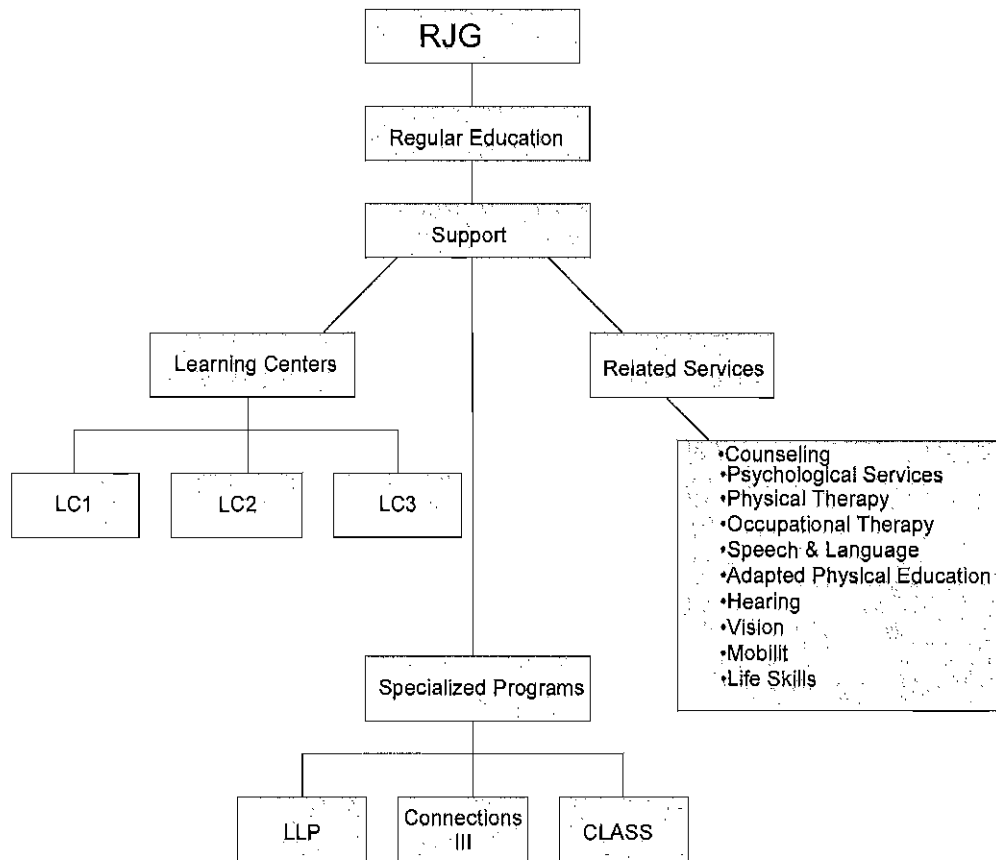 RJG
Regular Education
Support
Learning Centers
Related Services
LC1
LC2
LC3
•Counseling
•Psychological Services
•Physical Therapy
•Occupational Therapy
•Speech & Language
•Adapted Physical Education
•Hearing
•Vision
•Mobilit
•Life Skills
Specialized Programs
LLP
Connections
III
CLASS